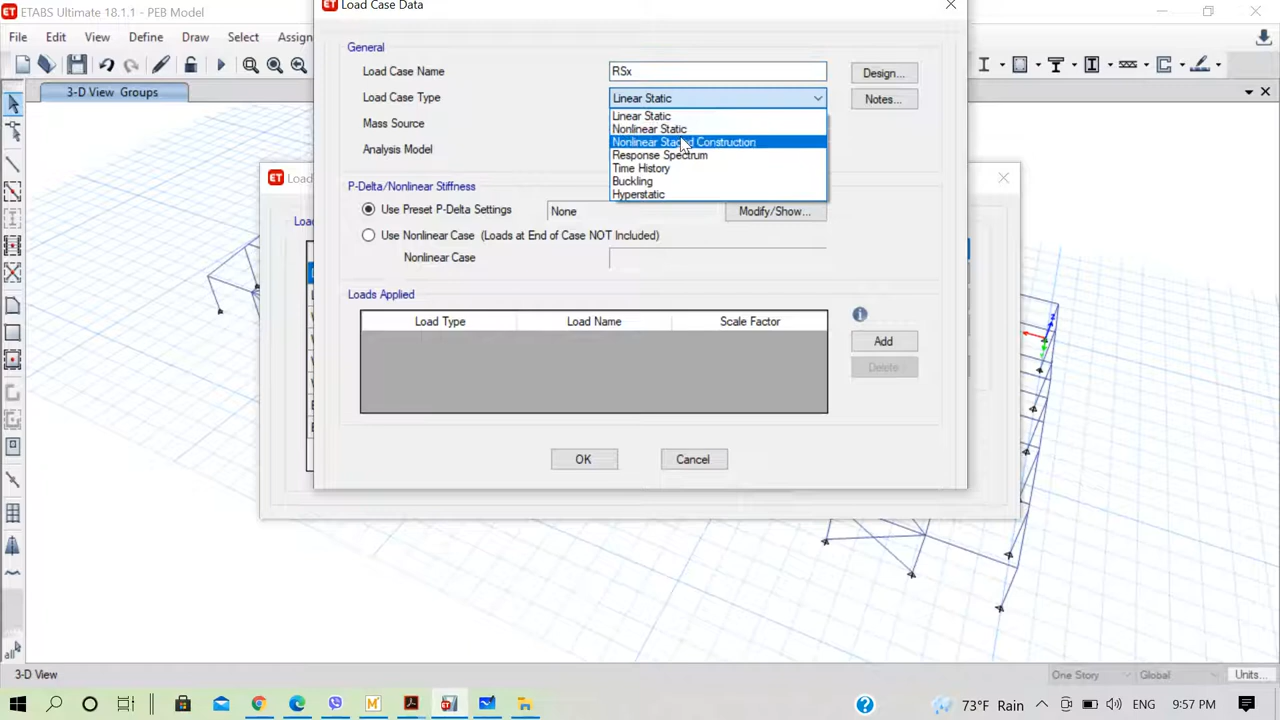 ETABS Ultimate 18.1.1 - PEB Model
Load Case Data
File Edit View Define Draw Select Assign
3-D View Groups
General
Load Case Name RSx Design...
Load Case Type Linear Static Notes...
Mass Source
Analysis Model
Linear Static
Nonlinear Static
Nonlinear Staged Construction
Response Spectrum
Time History
Buckling
Hyperstatic
P-Delta/Nonlinear Stiffness
Use Preset P-Delta Settings None Modify/Show...
Use Nonlinear Case (Loads at End of Case NOT Included)
Nonlinear Case
Loads Applied
Load Type Load Name Scale Factor
Add
Delete
OK Cancel
3-D View One Story Global Units...
73°F Rain ENG 9:57 PM